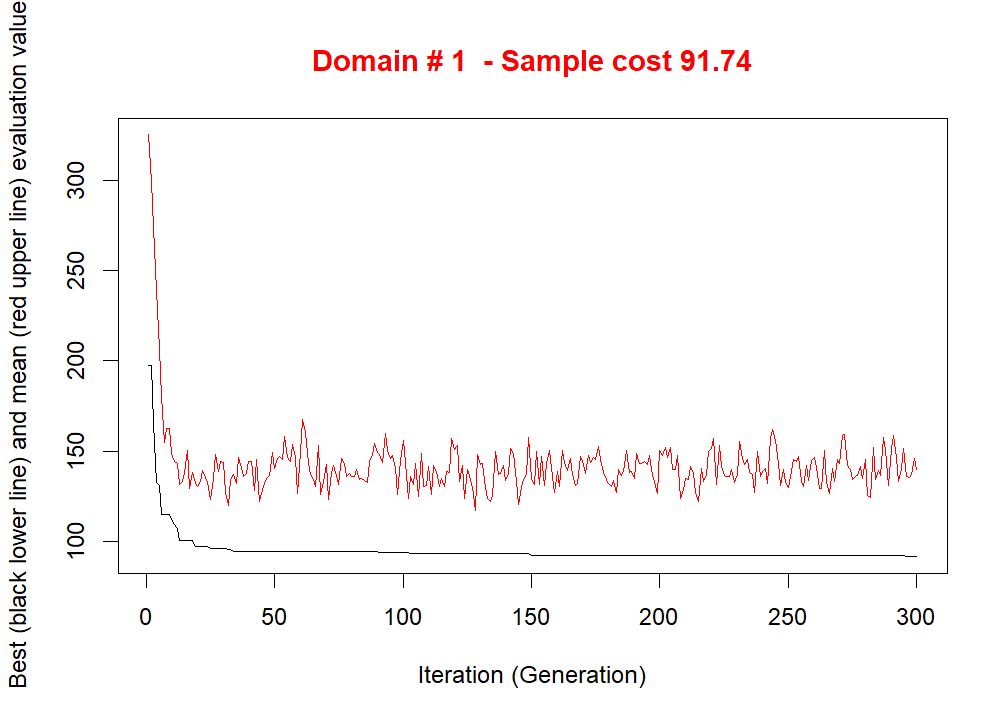 Domain # 1  - Sample cost 91.74
Best (black lower line) and mean (red upper line) evaluation value
300
250
200
150
100
0 50 100 150 200 250 300
Iteration (Generation)